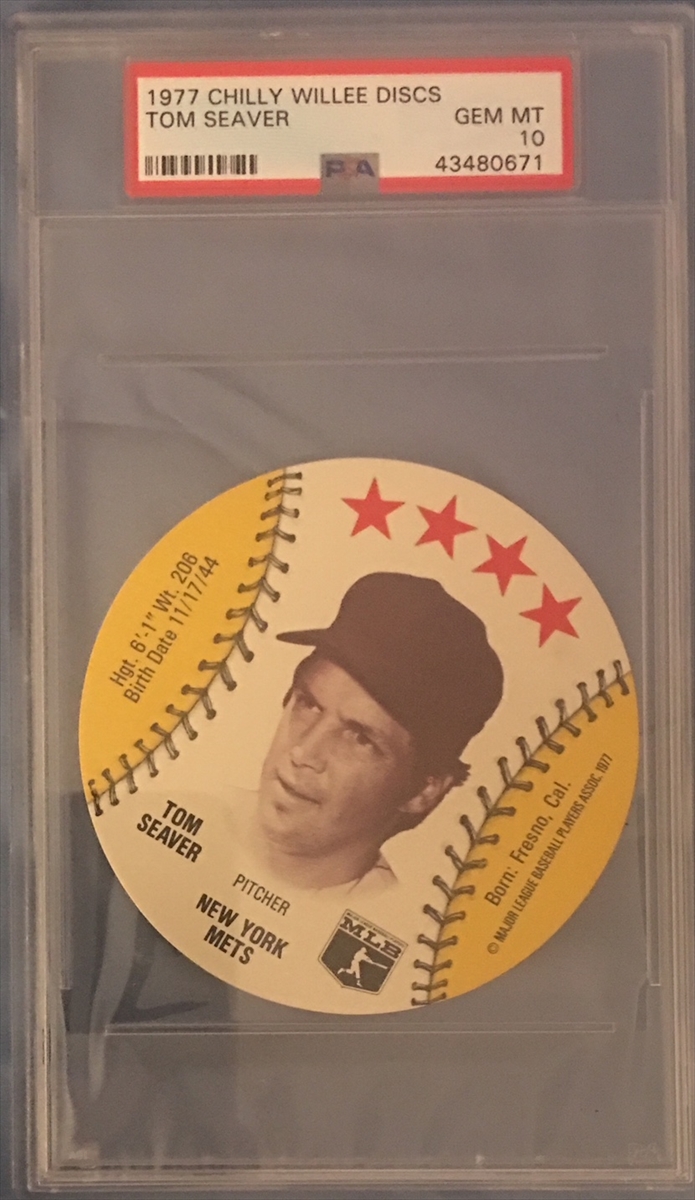 1977 CHILLY WILLEE DISCS
TOM SEAVER
GEM MT
10
PSA
43480671
Hgt. 6'-1" Wt. 206
Birth Date 11/17/44
TOM
SEAVER
PITCHER
NEW YORK
METS
MLB
Born: Fresno, Cal.
© MAJOR LEAGUE BASEBALL PLAYERS ASSOC. 1977